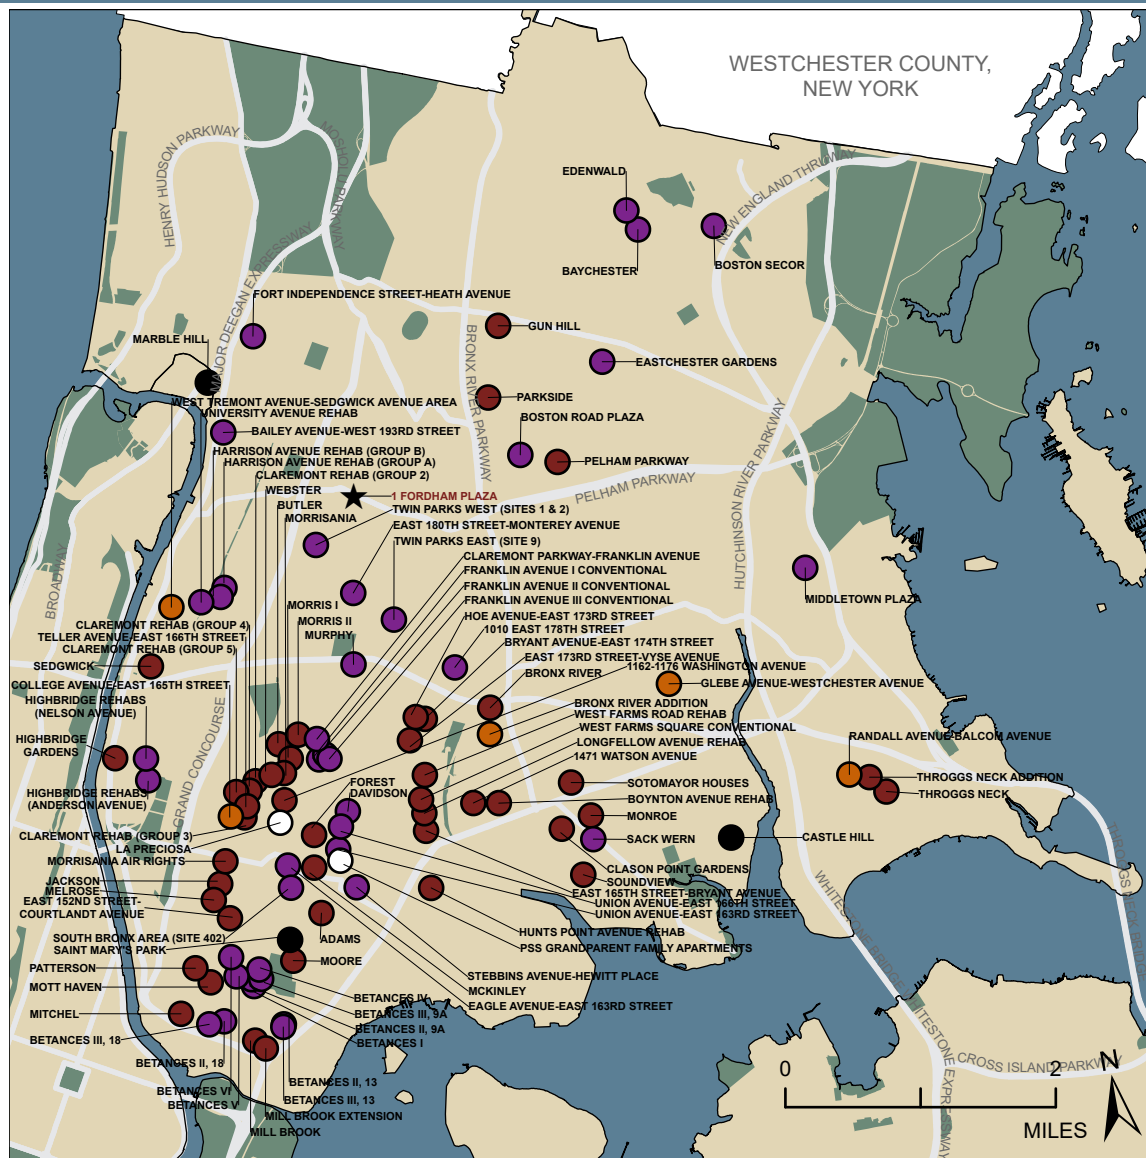 WESTCHESTER COUNTY,
NEW YORK
HENRY HUDSON PARKWAY
MOSHOLU PARKWAY
MAJOR DEEGAN EXPRESSWAY
BRONX RIVER PARKWAY
NEW ENGLAND THRUWAY
HUTCHINSON RIVER PARKWAY
PELHAM PARKWAY
BROADWAY
GRAND CONCOURSE
EDENWALD
BAYCHESTER
BOSTON SECOR
FORT INDEPENDENCE STREET-HEATH AVENUE
GUN HILL
MARBLE HILL
EASTCHESTER GARDENS
PARKSIDE
WEST TREMONT AVENUE-SEDGWICK AVENUE AREA
UNIVERSITY AVENUE REHAB
BOSTON ROAD PLAZA
BAILEY AVENUE-WEST 193RD STREET
HARRISON AVENUE REHAB (GROUP B)
HARRISON AVENUE REHAB (GROUP A)
PELHAM PARKWAY
CLAREMONT REHAB (GROUP 2)
WEBSTER
1 FORDHAM PLAZA
BUTLER
TWIN PARKS WEST (SITES 1 & 2)
MORRISANIA
EAST 180TH STREET-MONTEREY AVENUE
TWIN PARKS EAST (SITE 9)
CLAREMONT PARKWAY-FRANKLIN AVENUE
FRANKLIN AVENUE I CONVENTIONAL
FRANKLIN AVENUE II CONVENTIONAL
FRANKLIN AVENUE III CONVENTIONAL
MIDDLETOWN PLAZA
MORRIS I
MORRIS II
HOE AVENUE-EAST 173RD STREET
CLAREMONT REHAB (GROUP 4)
1010 EAST 178TH STREET
TELLER AVENUE-EAST 166TH STREET
MURPHY
BRYANT AVENUE-EAST 174TH STREET
CLAREMONT REHAB (GROUP 5)
EAST 173RD STREET-VYSE AVENUE
SEDGWICK
1162-1176 WASHINGTON AVENUE
BRONX RIVER
COLLEGE AVENUE-EAST 165TH STREET
GLEBE AVENUE-WESTCHESTER AVENUE
HIGHBRIDGE REHABS
(NELSON AVENUE)
BRONX RIVER ADDITION
WEST FARMS ROAD REHAB
WEST FARMS SQUARE CONVENTIONAL
HIGHBRIDGE
GARDENS
LONGFELLOW AVENUE REHAB
RANDALL AVENUE-BALCOM AVENUE
1471 WATSON AVENUE
THROGGS NECK ADDITION
FOREST
SOTOMAYOR HOUSES
DAVIDSON
THROGGS NECK
HIGHBRIDGE REHABS
(ANDERSON AVENUE)
BOYNTON AVENUE REHAB
MONROE
CLAREMONT REHAB (GROUP 3)
SACK WERN
CASTLE HILL
LA PRECIOSA
MORRISANIA AIR RIGHTS
CLASON POINT GARDENS
JACKSON
SOUNDVIEW
MELROSE
EAST 165TH STREET-BRYANT AVENUE
EAST 152ND STREET-
COURTLANDT AVENUE
UNION AVENUE-EAST 166TH STREET
UNION AVENUE-EAST 163RD STREET
HUNTS POINT AVENUE REHAB
SOUTH BRONX AREA (SITE 402)
ADAMS
PSS GRANDPARENT FAMILY APARTMENTS
SAINT MARY'S PARK
MOORE
PATTERSON
STEBBINS AVENUE-HEWITT PLACE
MOTT HAVEN
MCKINLEY
BETANCES IV
EAGLE AVENUE-EAST 163RD STREET
MITCHEL
BETANCES III, 9A
BETANCES II, 9A
BETANCES III, 18
BETANCES I
BETANCES II, 18
BETANCES II, 13
BETANCES VI
BETANCES III, 13
BETANCES V
MILL BROOK EXTENSION
MILL BROOK
WHITESTONE BRIDGE
WHITESTONE EXPRESSWAY
THROGS NECK BRIDGE
CROSS ISLAND PARKWAY
0
2
MILES
N